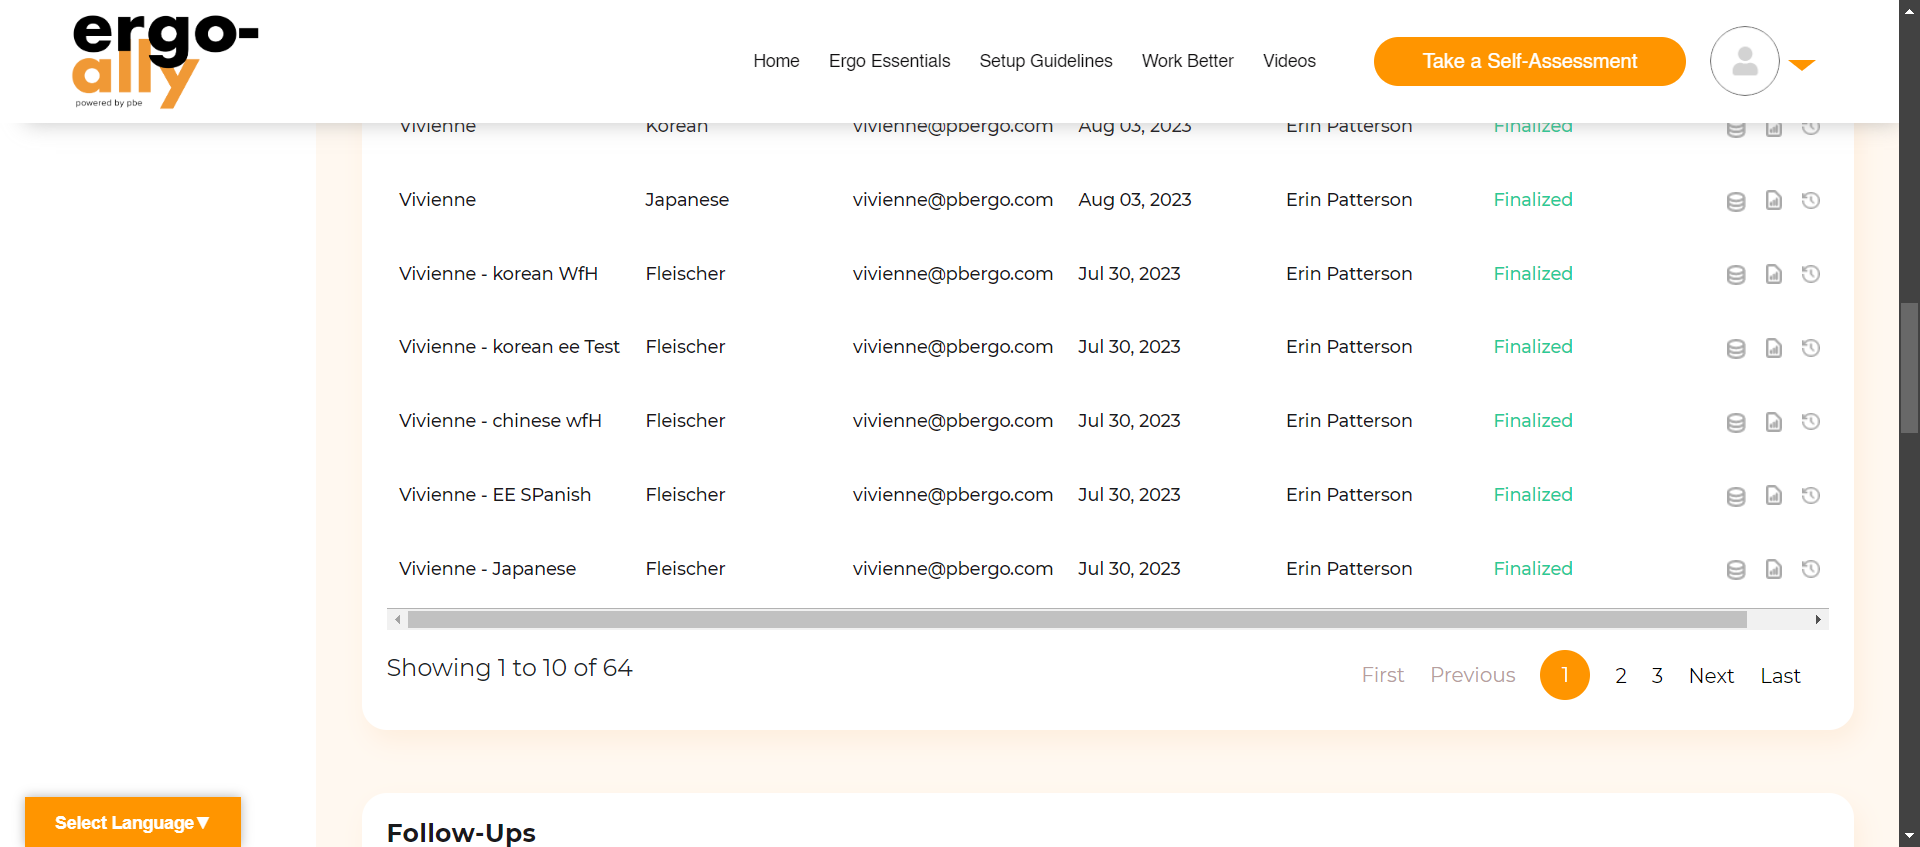 ergo-
ally
powered by pbe
Home Ergo Essentials Setup Guidelines Work Better Videos Take a Self-Assessment
Vivienne Korean vivienne@pbergo.com Aug 03, 2023 Erin Patterson Finalized
Vivienne Japanese vivienne@pbergo.com Aug 03, 2023 Erin Patterson Finalized
Vivienne - korean WfH Fleischer vivienne@pbergo.com Jul 30, 2023 Erin Patterson Finalized
Vivienne - korean ee Test Fleischer vivienne@pbergo.com Jul 30, 2023 Erin Patterson Finalized
Vivienne - chinese wfH Fleischer vivienne@pbergo.com Jul 30, 2023 Erin Patterson Finalized
Vivienne - EE SPanish Fleischer vivienne@pbergo.com Jul 30, 2023 Erin Patterson Finalized
Vivienne - Japanese Fleischer vivienne@pbergo.com Jul 30, 2023 Erin Patterson Finalized
Showing 1 to 10 of 64 First Previous 1 2 3 Next Last
Select Language▼
Follow-Ups